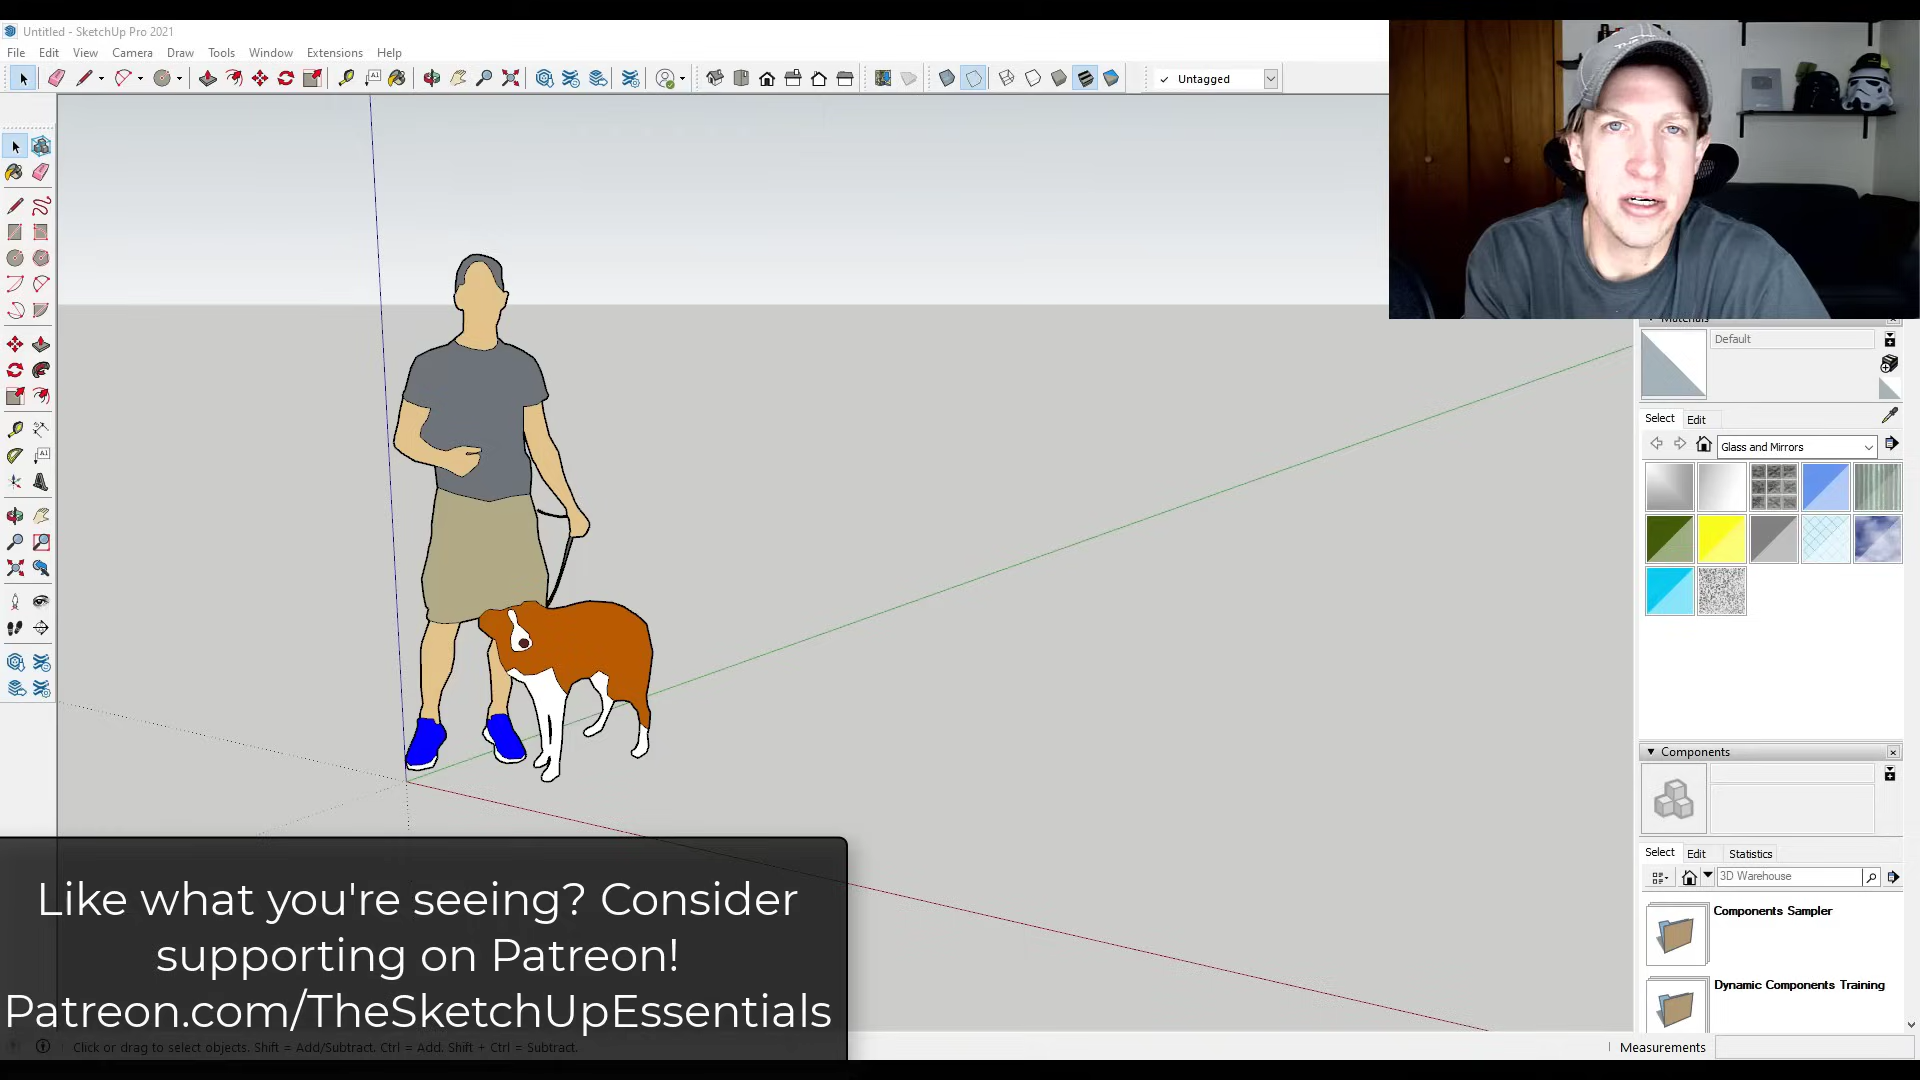 Untitled - SketchUp Pro 2021
File Edit View Camera Draw Tools Window Extensions Help
Untagged
Materials
Default
Select Edit
Glass and Mirrors
Components
Select Edit Statistics
3D Warehouse
Components Sampler
Dynamic Components Training
Like what you're seeing? Consider
supporting on Patreon!
Patreon.com/TheSketchUpEssentials
Click or drag to select objects. Shift = Add/Subtract. Ctrl = Add. Shift + Ctrl = Subtract.
Measurements